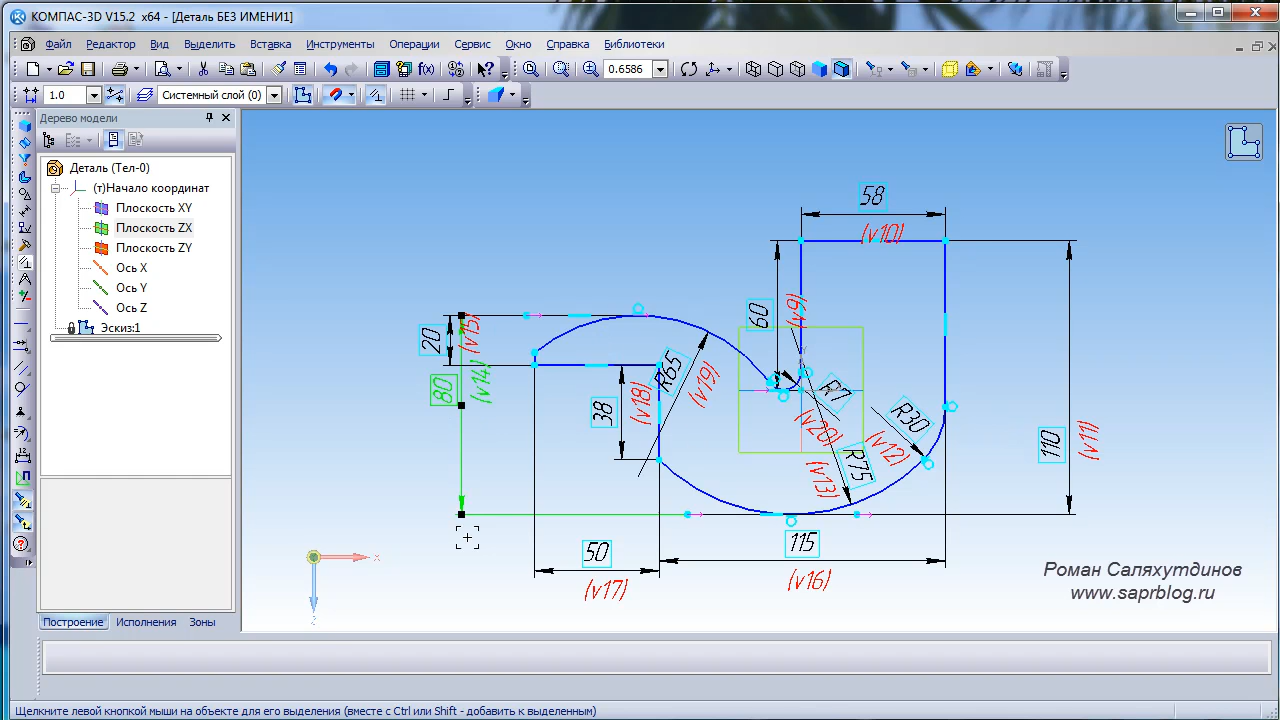 КОМПАС-3D V15.2 x64 - [Деталь БЕЗ ИМЕНИ1]
Файл Редактор Вид Выделить Вставка Инструменты Операции Сервис Окно Справка Библиотеки
f(x) 0.6586
1.0 Системный слой (0)
Дерево модели
Деталь (Тел-0)
(т)Начало координат
Плоскость XY
Плоскость ZX
Плоскость ZY
Ось X
Ось Y
Ось Z
Эскиз:1
58
(v10)
60
(v9)
20
(v15)
80
(v14)
R65
(v19)
38
(v18)
R7
(v20)
R30
(v12)
R75
(v13)
110
(v11)
115
(v16)
50
(v17)
Роман Саляхутдинов
www.saprblog.ru
Построение Исполнения Зоны
Щелкните левой кнопкой мыши на объекте для его выделения (вместе с Ctrl или Shift - добавить к выделенным)